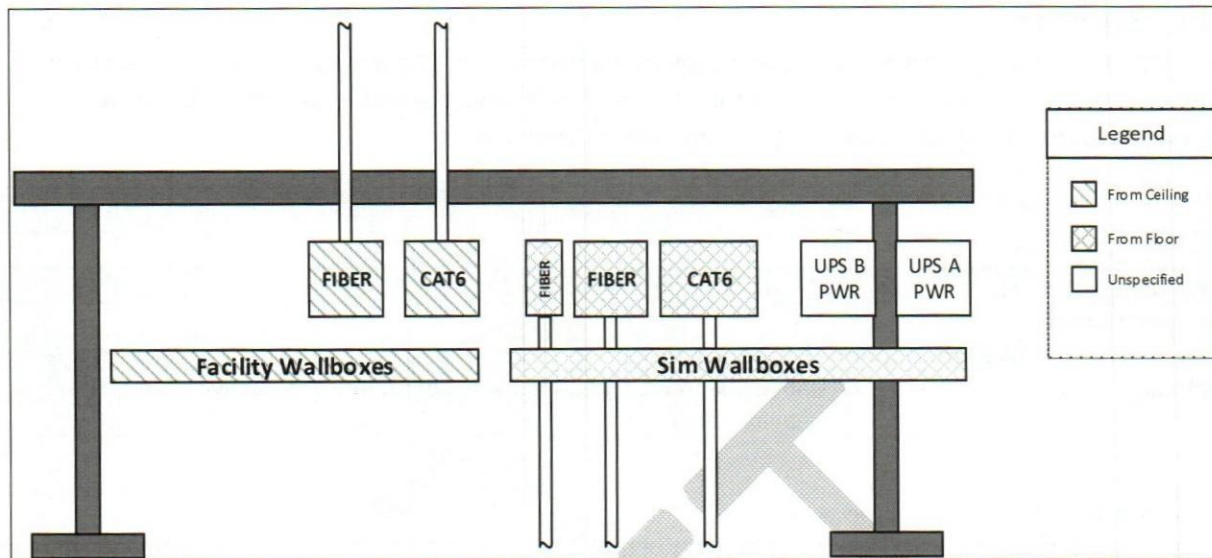 Legend
From Ceiling
From Floor
Unspecified
FIBER
CAT6
FIBER
FIBER
CAT6
UPS B
PWR
UPS A
PWR
Facility Wallboxes
Sim Wallboxes